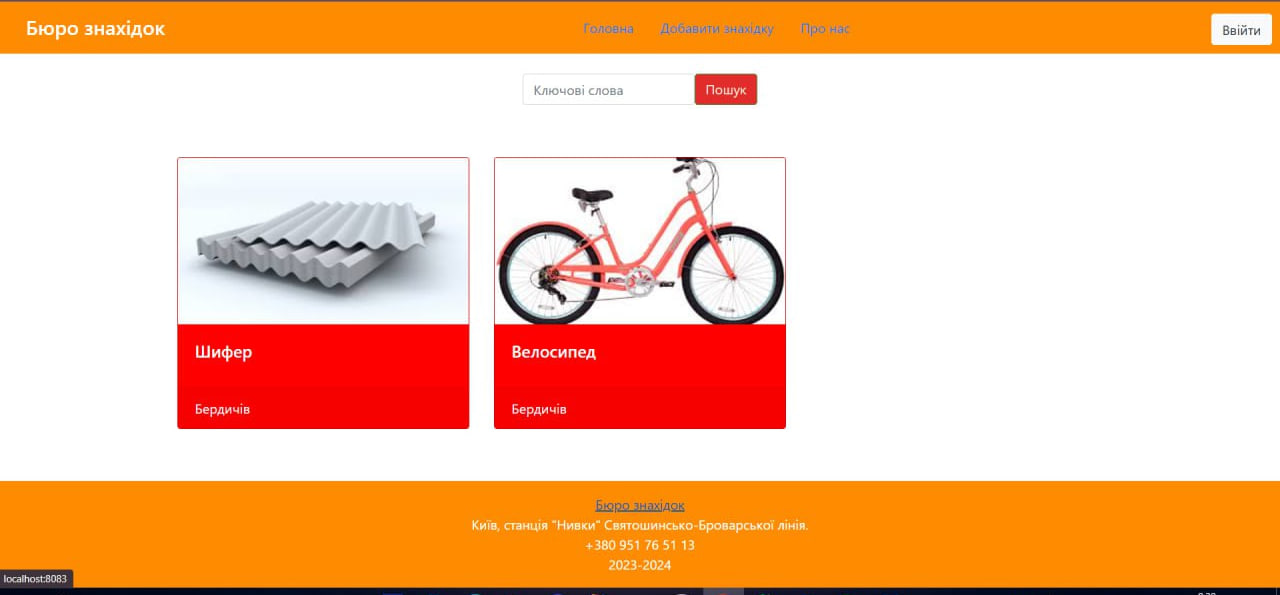 Бюро знахідок
Головна Добавити знахідку Про нас
Ввійти
Ключові слова
Пошук
Шифер
Бердичів
Велосипед
Бердичів
Бюро знахідок
Київ, станція "Нивки" Святошинсько-Броварської лінія.
+380 951 76 51 13
2023-2024
localhost:8083